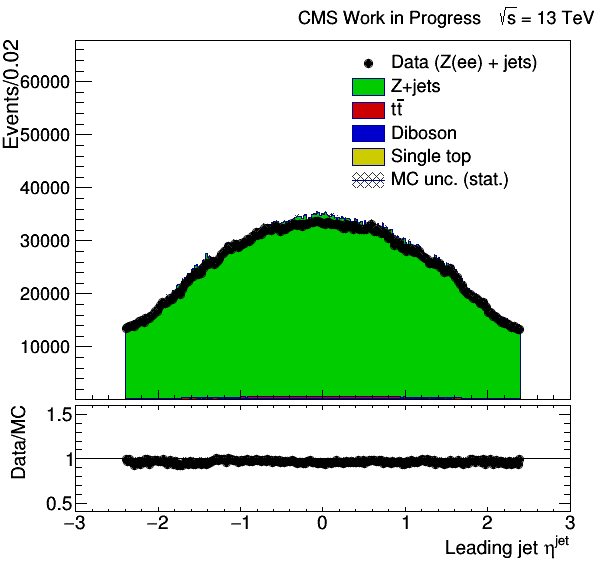 CMS Work in Progress √s = 13 TeV
Events/0.02
60000
50000
40000
30000
20000
10000
Data (Z(ee) + jets)
Z+jets
tt̄
Diboson
Single top
MC unc. (stat.)
Data/MC
1.5
1
0.5
−3 −2 −1 0 1 2 3
Leading jet η^jet